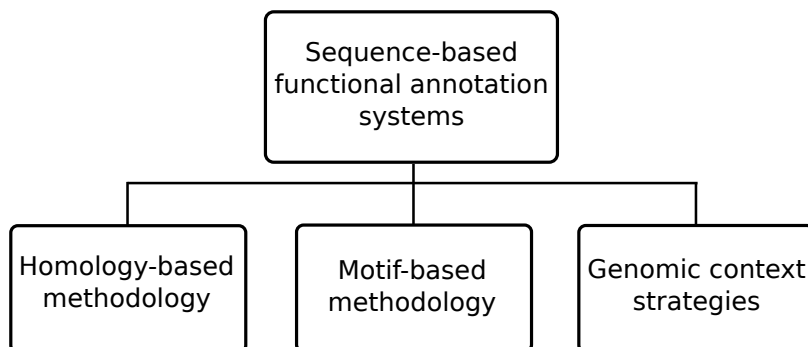 Sequence-based
functional annotation
systems
Homology-based
methodology
Motif-based
methodology
Genomic context
strategies